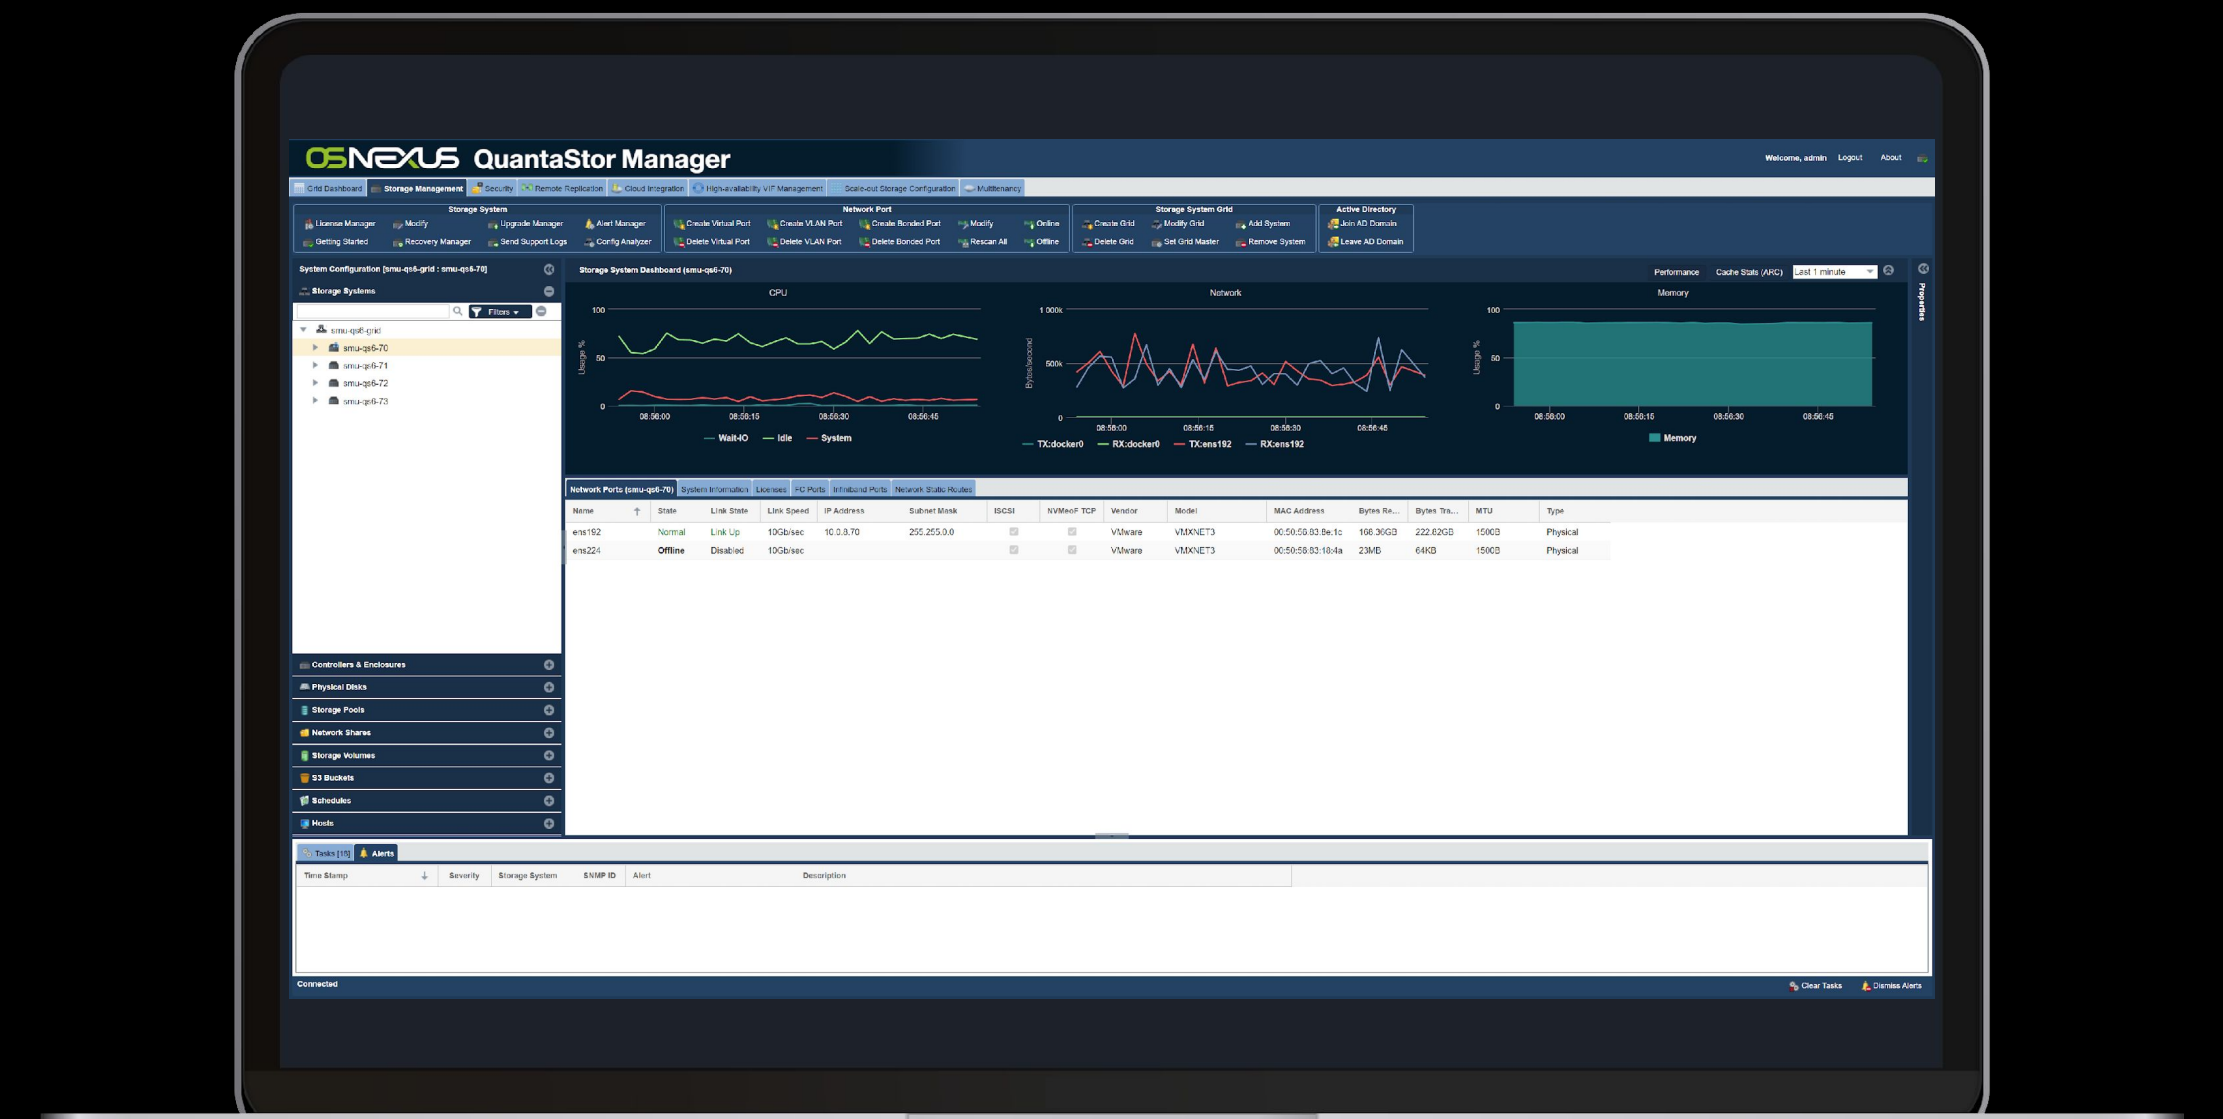 OSNEXUS QuantaStor Manager
Welcome, admin Logout About
Grid Dashboard Storage Management Security Remote Replication Cloud Integration High-availability VIF Management Scale-out Storage Configuration Multitenancy
Storage System Network Port Storage System Grid Active Directory
License Manager Modify Upgrade Manager Alert Manager Create Virtual Port Create VLAN Port Create Bonded Port Modify Online Create Grid Modify Grid Add System Join AD Domain
Getting Started Recovery Manager Send Support Logs Config Analyzer Delete Virtual Port Delete VLAN Port Delete Bonded Port Rescan All Offline Delete Grid Set Grid Master Remove System Leave AD Domain
System Configuration [smu-qs6-grid : smu-qs6-70]
Storage Systems
Filters
smu-qs6-grid
smu-qs6-70
smu-qs6-71
smu-qs6-72
smu-qs6-73
Controllers & Enclosures
Physical Disks
Storage Pools
Network Shares
Storage Volumes
S3 Buckets
Schedules
Hosts
Storage System Dashboard (smu-qs6-70)
Performance Cache Stats (ARC) Last 1 minute
Properties
CPU
Usage %
100
50
0
08:56:00 08:56:15 08:56:30 08:56:45
Wait-IO Idle System
Network
Bytes/second
1 000k
500k
0
08:56:00 08:56:15 08:56:30 08:56:45
TX:docker0 RX:docker0 TX:ens192 RX:ens192
Memory
Usage %
100
50
0
08:56:00 08:56:15 08:56:30 08:56:45
Memory
Network Ports (smu-qs6-70) System Information Licenses FC Ports Infiniband Ports Network Static Routes
Name State Link State Link Speed IP Address Subnet Mask iSCSI NVMeoF TCP Vendor Model MAC Address Bytes Re... Bytes Tra... MTU Type
ens192 Normal Link Up 10Gb/sec 10.0.8.70 255.255.0.0 VMware VMXNET3 00:50:56:83:8e:1c 168.36GB 222.82GB 1500B Physical
ens224 Offline Disabled 10Gb/sec VMware VMXNET3 00:50:56:83:18:4a 23MB 64KB 1500B Physical
Tasks [16] Alerts
Time Stamp Severity Storage System SNMP ID Alert Description
Connected
Clear Tasks Dismiss Alerts